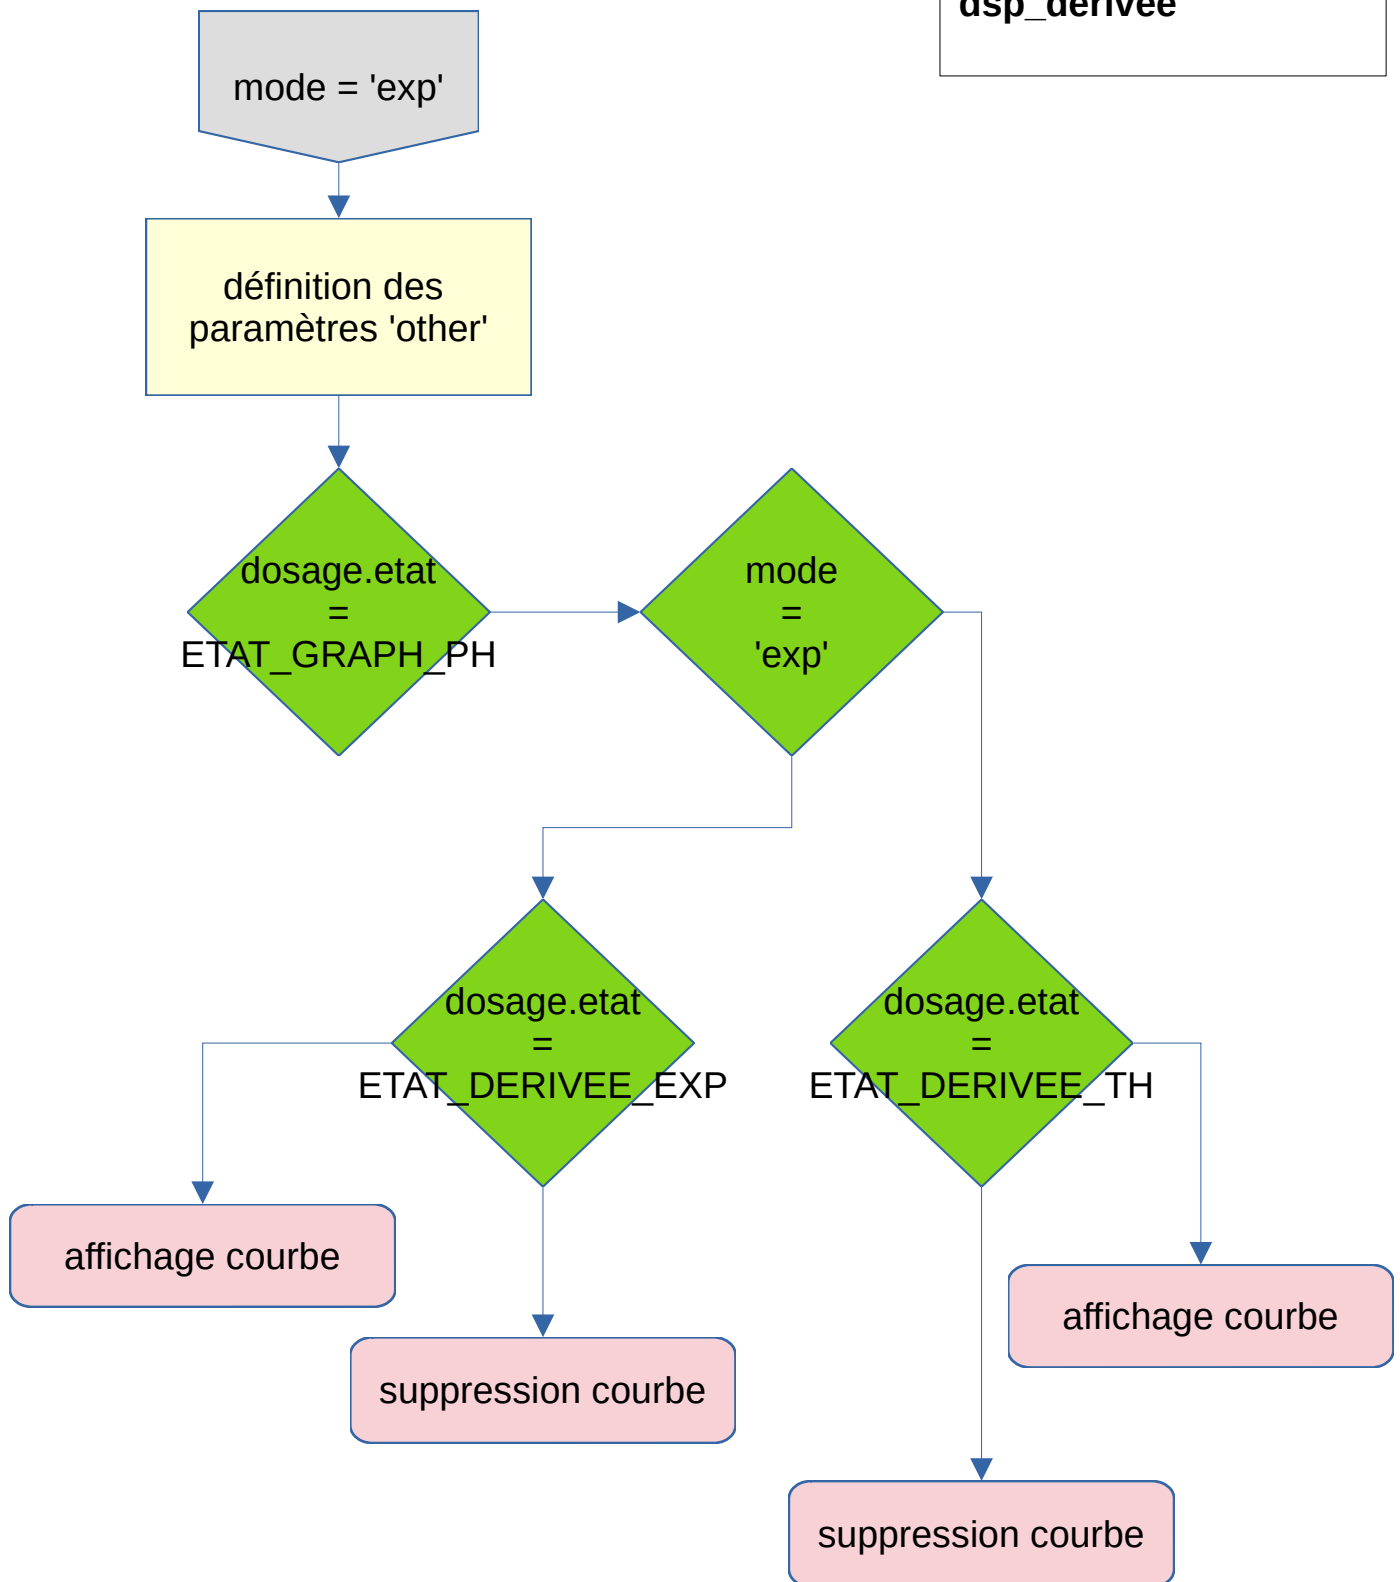 dsp_derivee
mode = 'exp'
définition des
paramètres 'other'
dosage.etat
=
ETAT_GRAPH_PH
mode
=
'exp'
dosage.etat
=
ETAT_DERIVEE_EXP
dosage.etat
=
ETAT_DERIVEE_TH
affichage courbe
affichage courbe
suppression courbe
suppression courbe